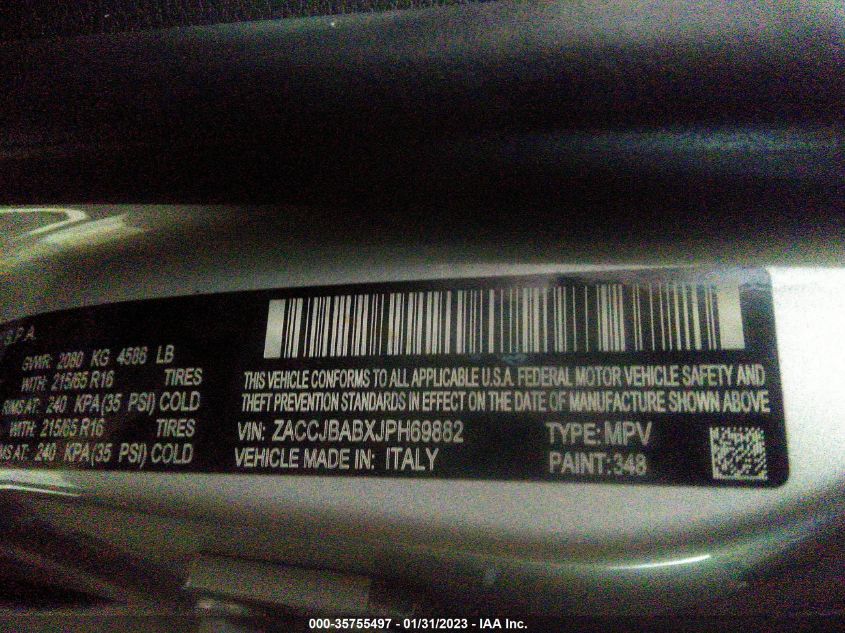 S.P.A.
GVWR: 2080 KG 4586 LB
WITH: 215/65 R16 TIRES
RIMS AT: 240 KPA (35 PSI) COLD
WITH: 215/65 R16 TIRES
RIMS AT: 240 KPA (35 PSI) COLD
THIS VEHICLE CONFORMS TO ALL APPLICABLE U.S.A. FEDERAL MOTOR VEHICLE SAFETY AND
THEFT PREVENTION STANDARDS IN EFFECT ON THE DATE OF MANUFACTURE SHOWN ABOVE
VIN: ZACCJBABXJPH69882 TYPE: MPV
VEHICLE MADE IN: ITALY PAINT: 348
000-35755497 - 01/31/2023 - IAA Inc.